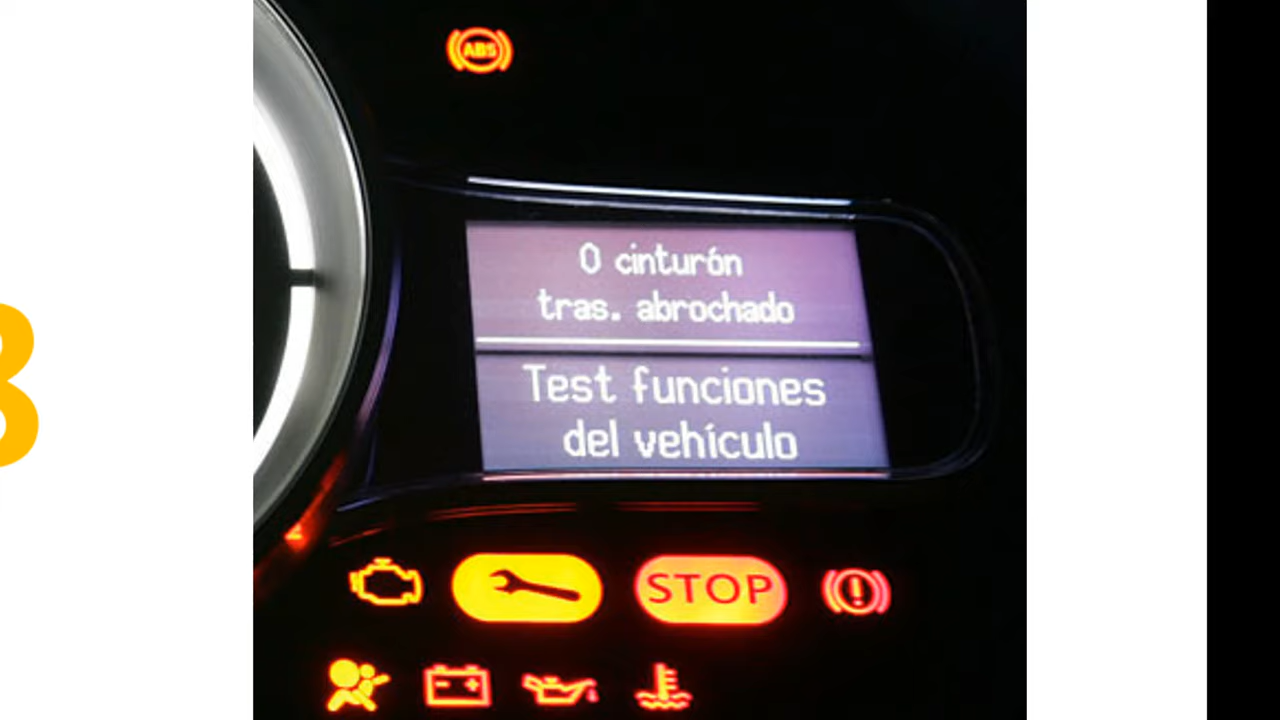 ABS
0 cinturón
tras. abrochado
Test funciones
del vehículo
STOP